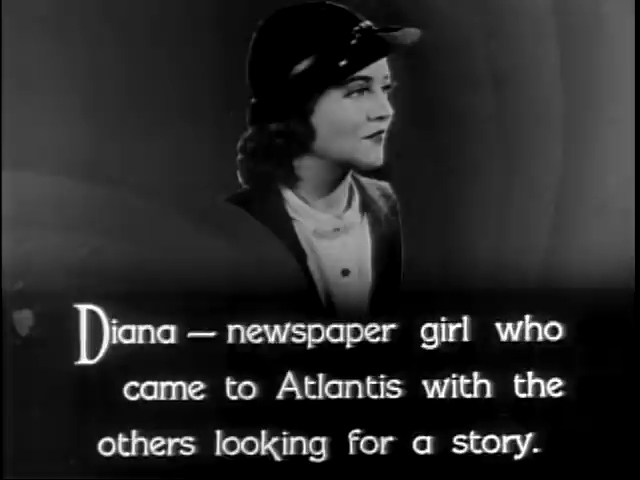 Diana — newspaper girl who
came to Atlantis with the
others looking for a story.